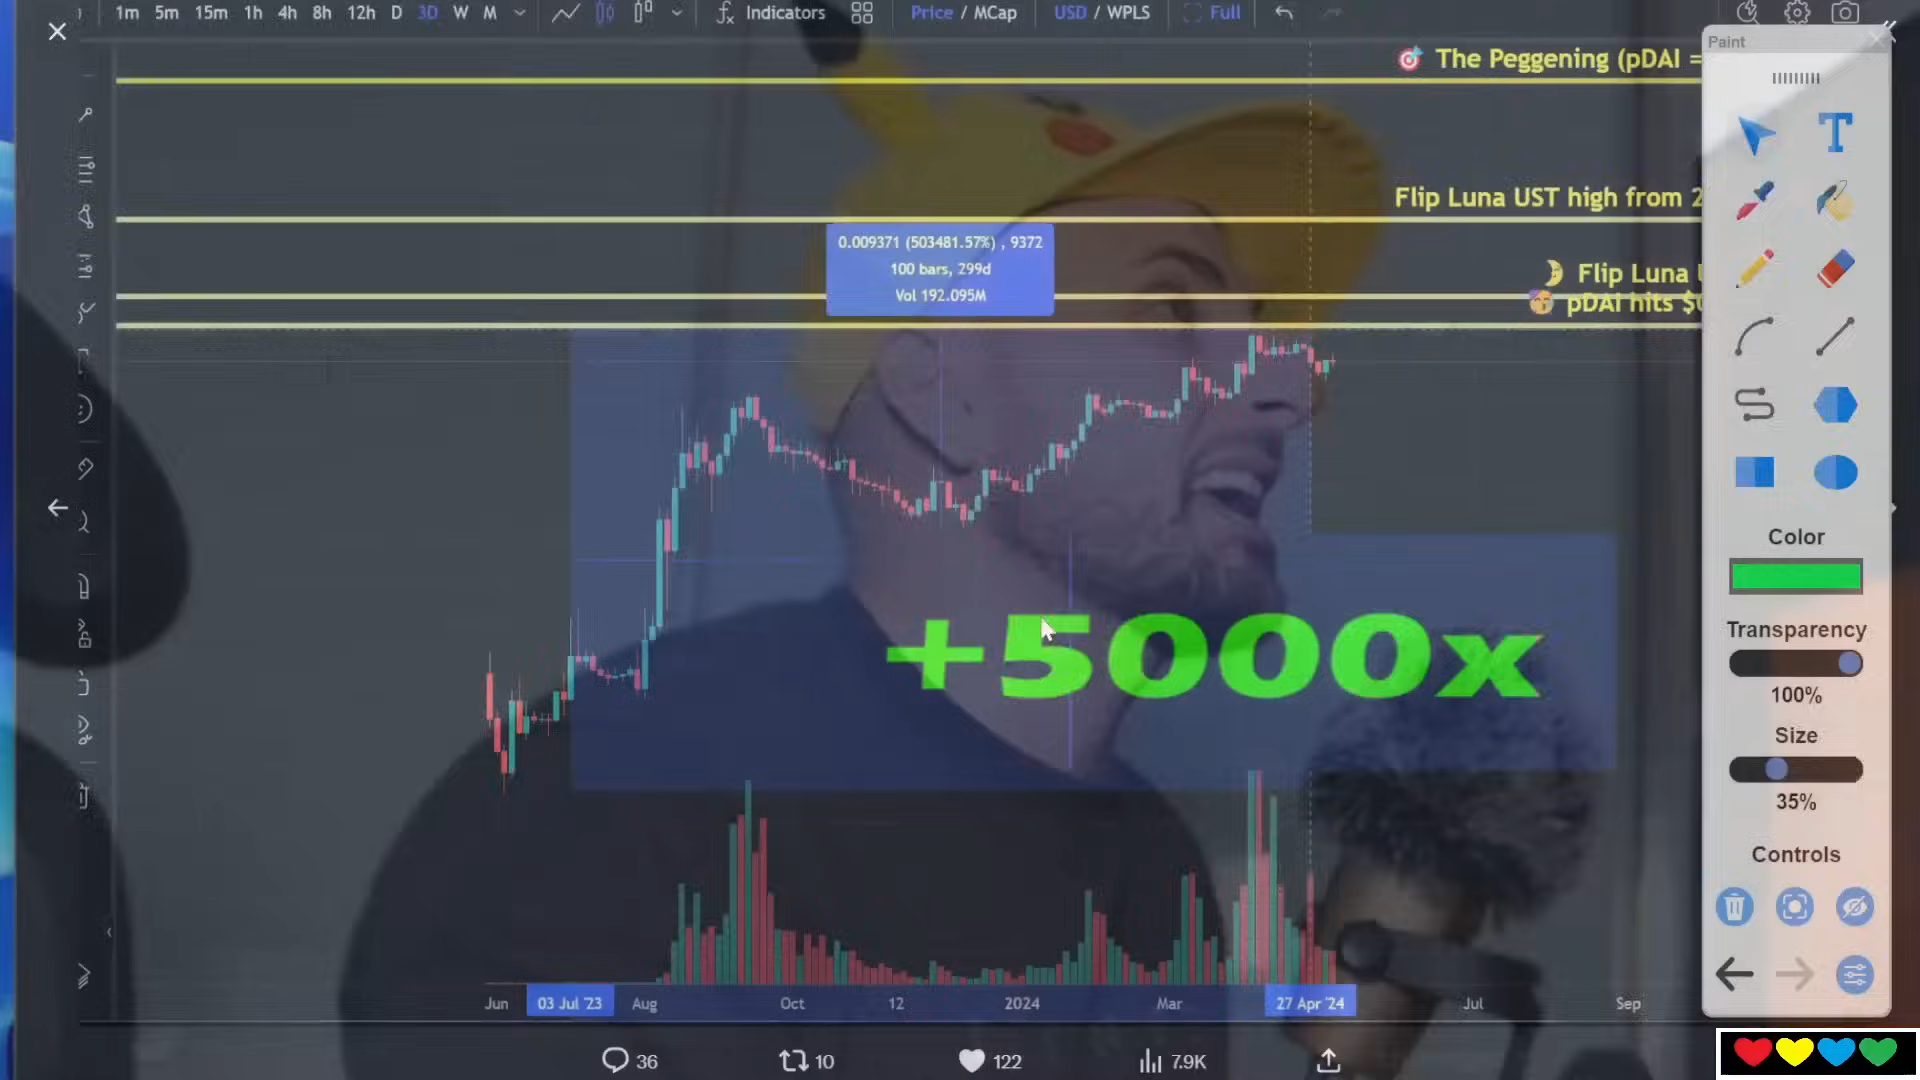 1m 5m 15m 1h 4h 8h 12h D 3D W M Indicators Price / MCap USD / WPLS Full
Paint
The Peggening (pDAI =
T
Flip Luna UST high from 2
0.009371 (503481.57%) , 9372
100 bars, 299d
Vol 192.095M
Flip Luna
pDAI hits $
Color
+5000x
Transparency
100%
Size
35%
Controls
Jun 03 Jul '23 Aug Oct 12 2024 Mar 27 Apr '24 Jul Sep
36 10 122 7.9K